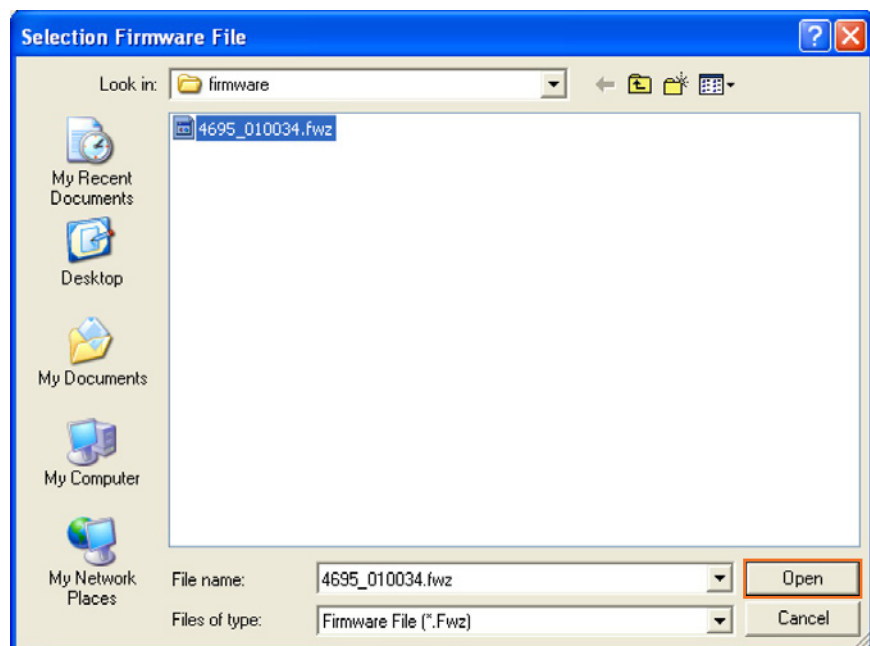 Selection Firmware File
Look in:
firmware
4695_010034.fwz
My Recent
Documents
Desktop
My Documents
My Computer
My Network
Places
File name:
4695_010034.fwz
Open
Files of type:
Firmware File (*.Fwz)
Cancel